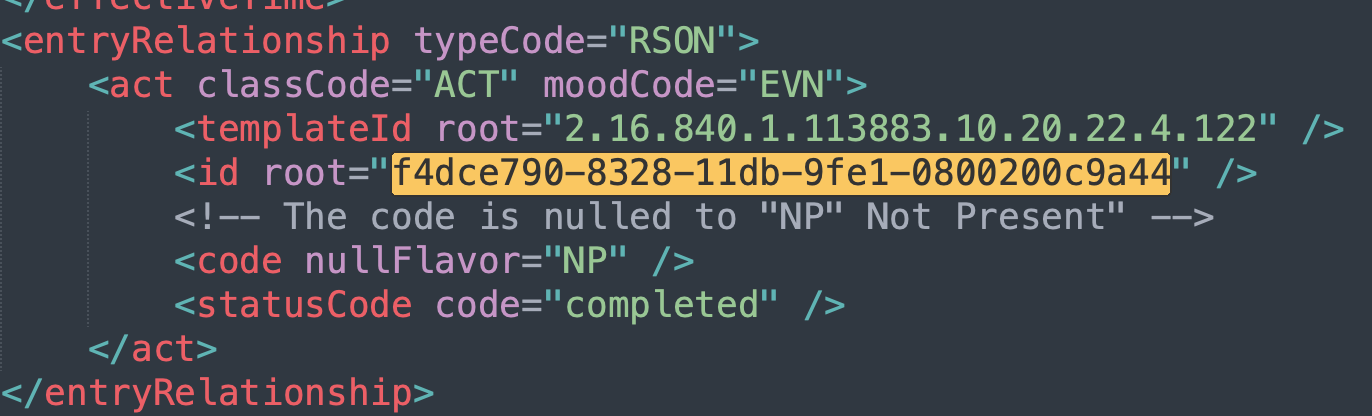 </effectiveTime>
<entryRelationship typeCode="RSON">
<act classCode="ACT" moodCode="EVN">
<templateId root="2.16.840.1.113883.10.20.22.4.122" />
<id root="f4dce790-8328-11db-9fe1-0800200c9a44" />
<!-- The code is nulled to "NP" Not Present" -->
<code nullFlavor="NP" />
<statusCode code="completed" />
</act>
</entryRelationship>